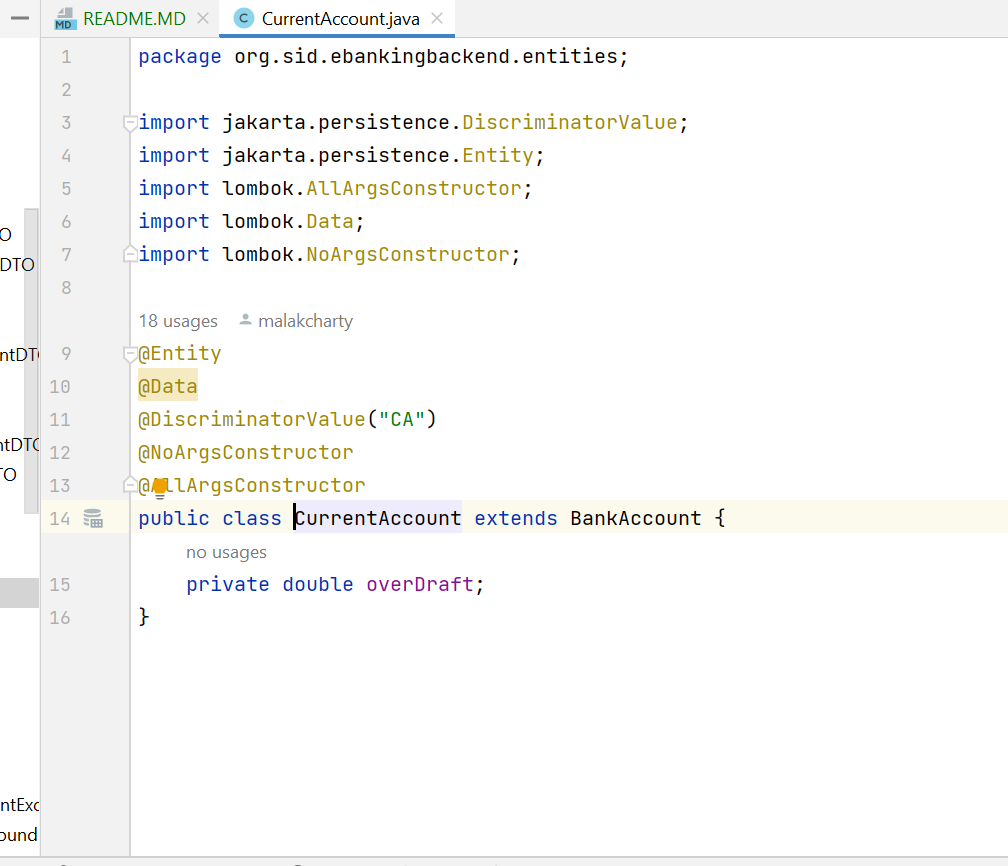 README.MD CurrentAccount.java
1 package org.sid.ebankingbackend.entities;
2
3 import jakarta.persistence.DiscriminatorValue;
4 import jakarta.persistence.Entity;
5 import lombok.AllArgsConstructor;
6 import lombok.Data;
7 import lombok.NoArgsConstructor;
8
18 usages malakcharty
9 @Entity
10 @Data
11 @DiscriminatorValue("CA")
12 @NoArgsConstructor
13 @AllArgsConstructor
14 public class CurrentAccount extends BankAccount {
no usages
15 private double overDraft;
16 }
O
DTO
ntDT
ntDTO
TO
ntExc
ound